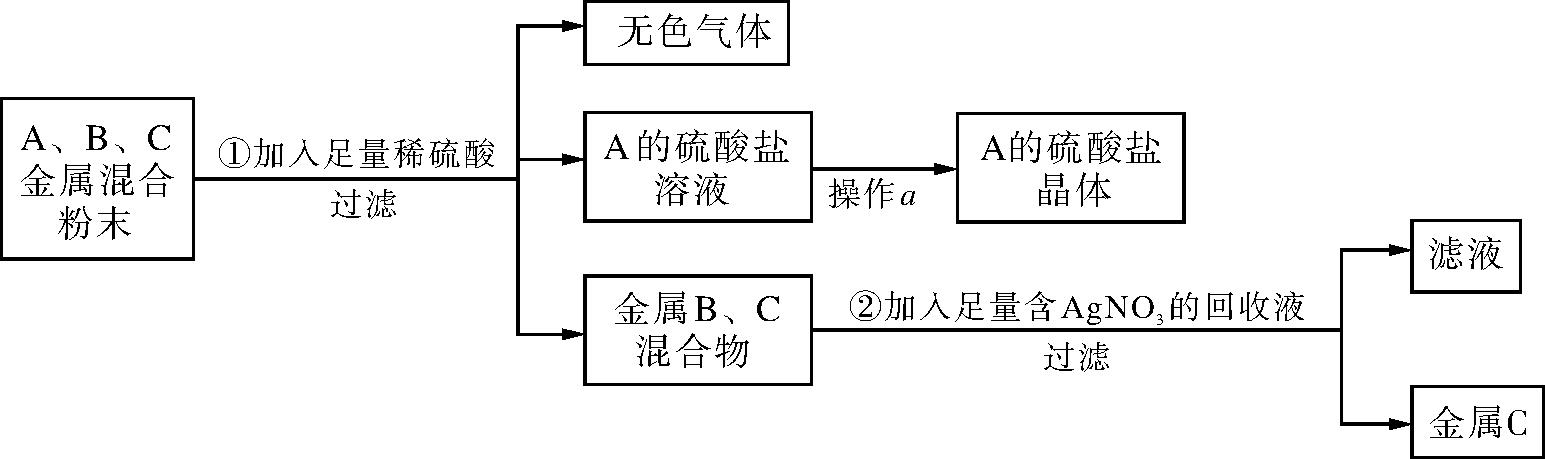 无色气体
A、B、C
金属混合
粉末
①加入足量稀硫酸
过滤
A的硫酸盐
溶液
操作a
A的硫酸盐
晶体
金属B、C
混合物
②加入足量含AgNO₃的回收液
过滤
滤液
金属C